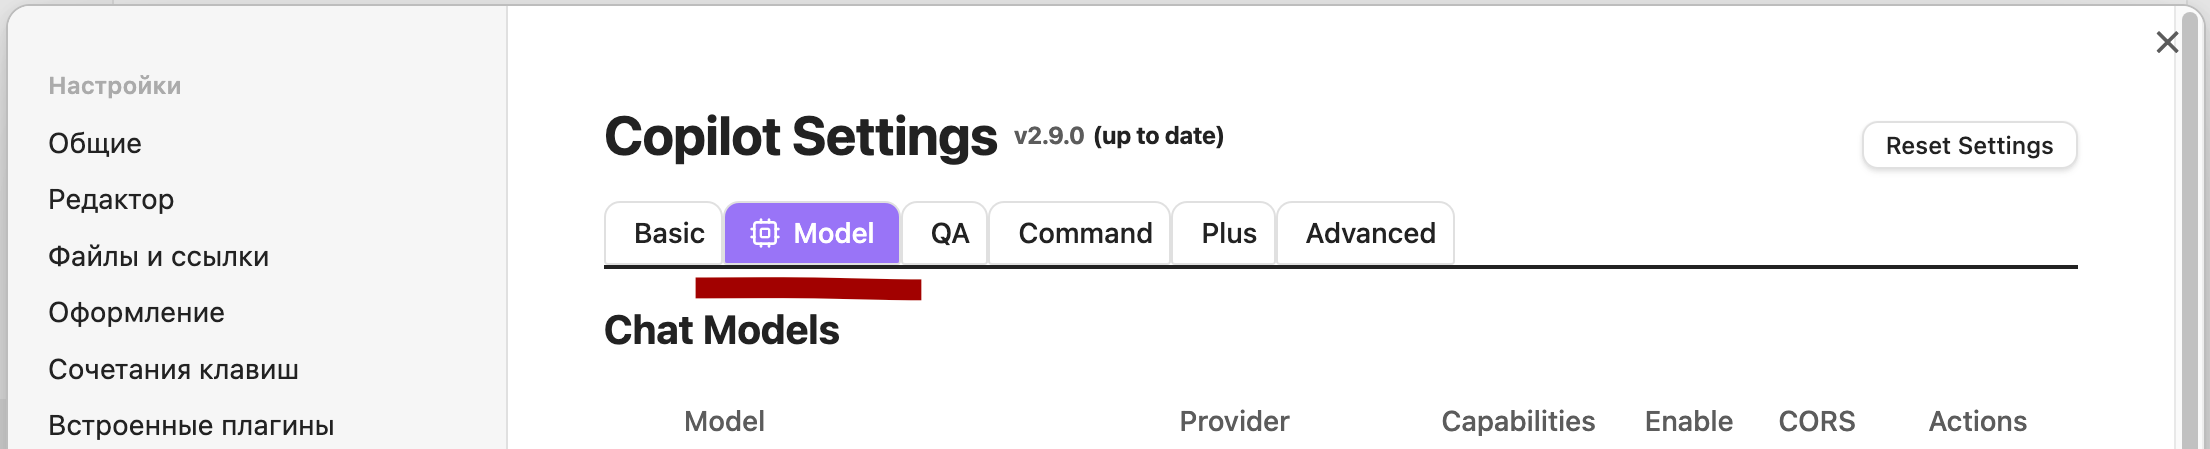 Настройки
Общие
Редактор
Файлы и ссылки
Оформление
Сочетания клавиш
Встроенные плагины
Copilot Settings v2.9.0 (up to date)
Reset Settings
Basic Model QA Command Plus Advanced
Chat Models
Model Provider Capabilities Enable CORS Actions